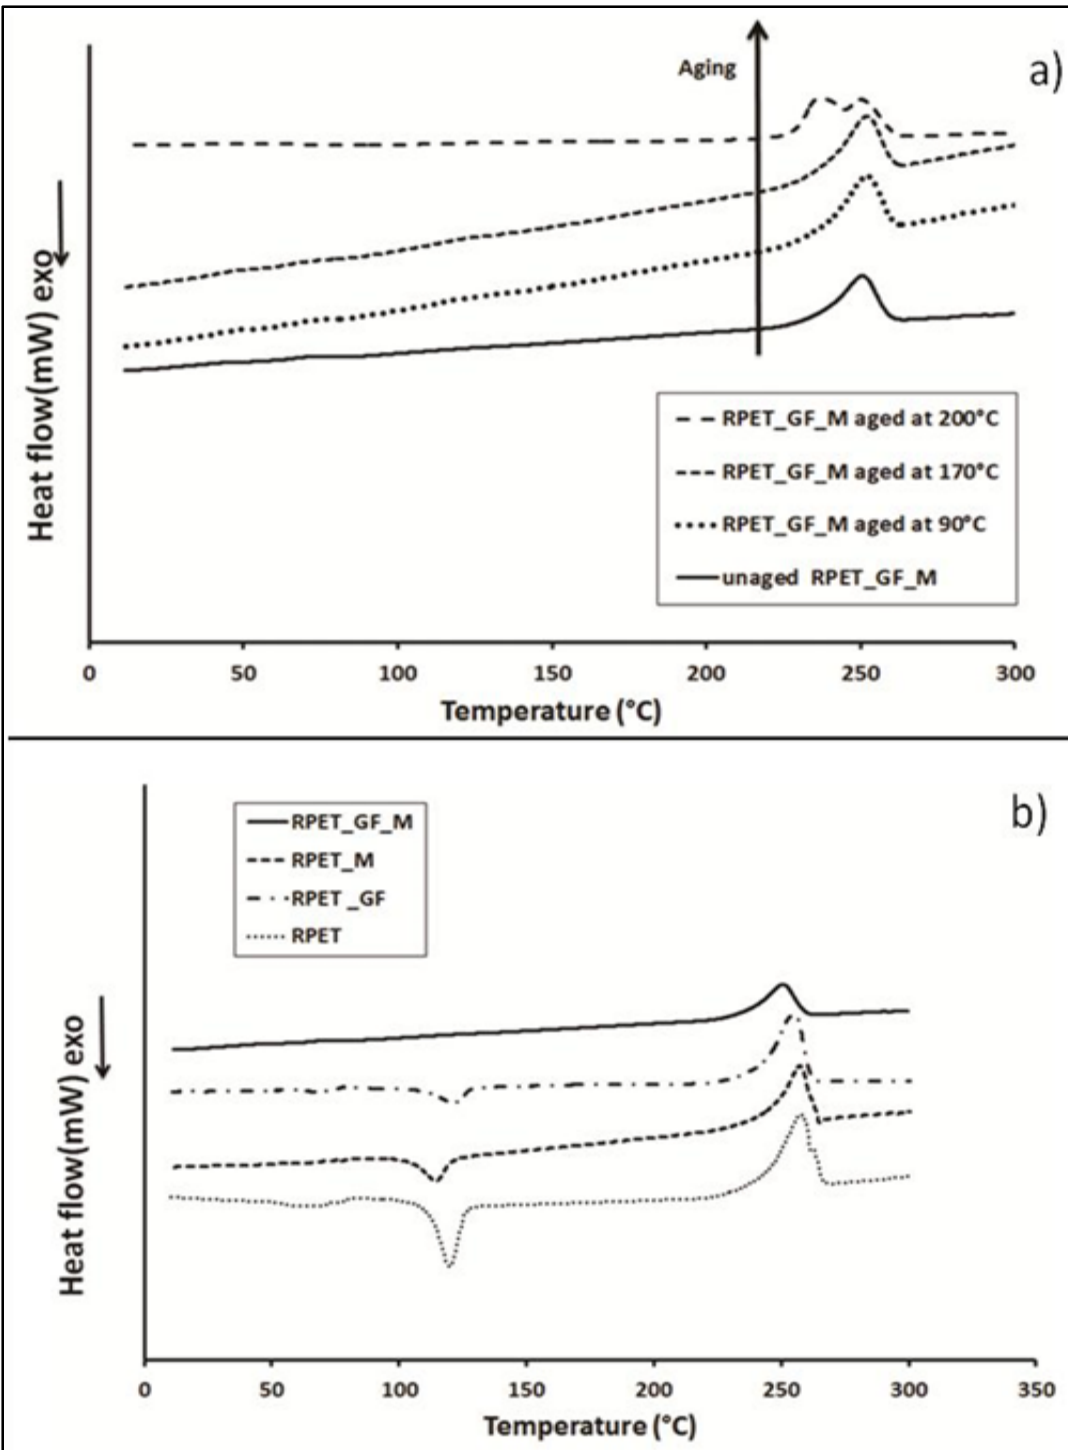 a)
Aging
Heat flow(mW) exo
RPET_GF_M aged at 200°C
RPET_GF_M aged at 170°C
RPET_GF_M aged at 90°C
unaged RPET_GF_M
0 50 100 150 200 250 300
Temperature (°C)
b)
RPET_GF_M
RPET_M
RPET _GF
RPET
Heat flow(mW) exo
0 50 100 150 200 250 300 350
Temperature (°C)